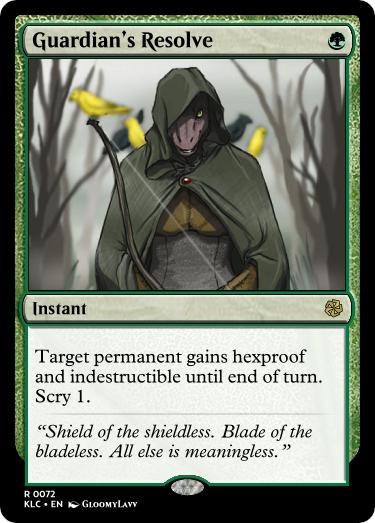 Guardian's Resolve
Instant
Target permanent gains hexproof
and indestructible until end of turn.
Scry 1.
“Shield of the shieldless. Blade of the
bladeless. All else is meaningless.”
R 0072
KLC • EN GloomyLavv